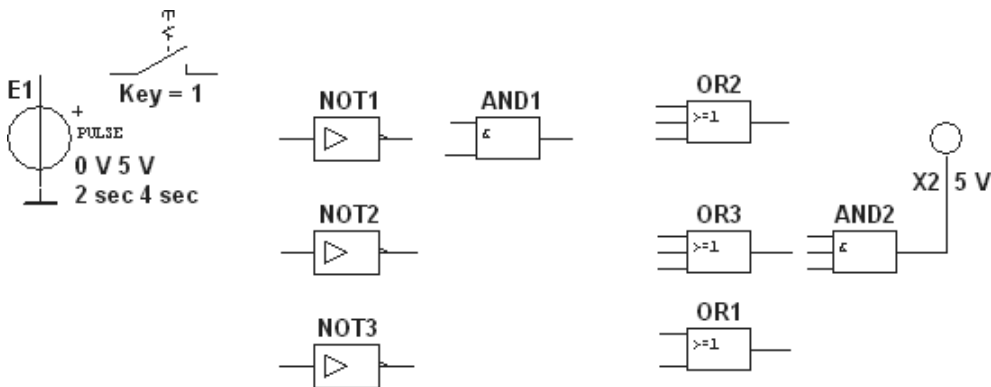 E1
+
PULSE
0 V 5 V
2 sec 4 sec
Key = 1
NOT1
AND1
&
OR2
>=1
X2 5 V
NOT2
OR3
>=1
AND2
&
NOT3
OR1
>=1